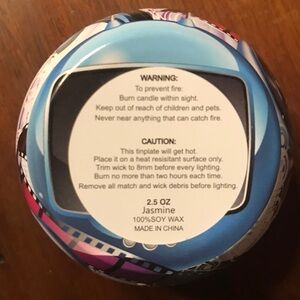 WARNING:
To prevent fire:
Burn candle within sight.
Keep out of reach of children and pets.
Never near anything that can catch fire.
CAUTION:
This tinplate will get hot.
Place it on a heat resisitant surface only.
Trim wick to 8mm before every lighting.
Burn no more than two hours each time.
Remove all match and wick debris before lighting.
2.5 OZ
Jasmine
100%SOY WAX
MADE IN CHINA